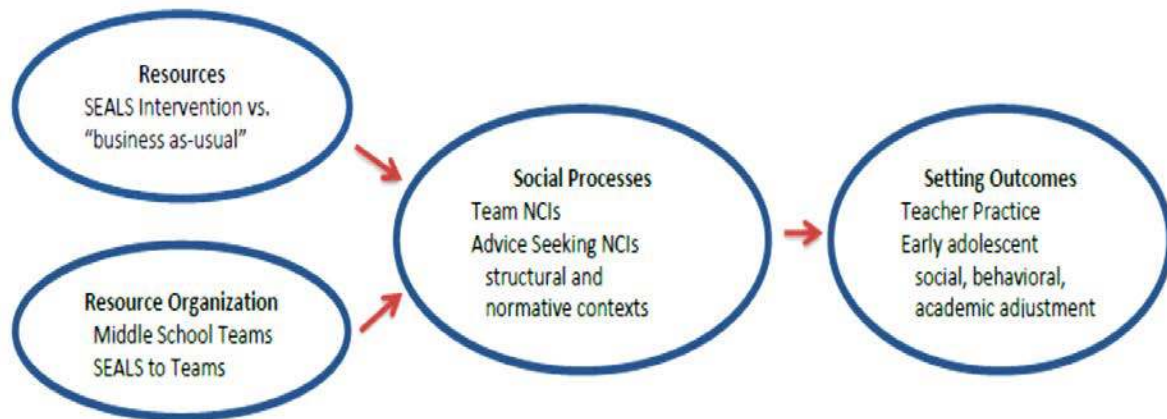 Resources
SEALS Intervention vs.
“business as-usual”
Resource Organization
Middle School Teams
SEALS to Teams
Social Processes
Team NCIs
Advice Seeking NCIs
structural and
normative contexts
Setting Outcomes
Teacher Practice
Early adolescent
social, behavioral,
academic adjustment